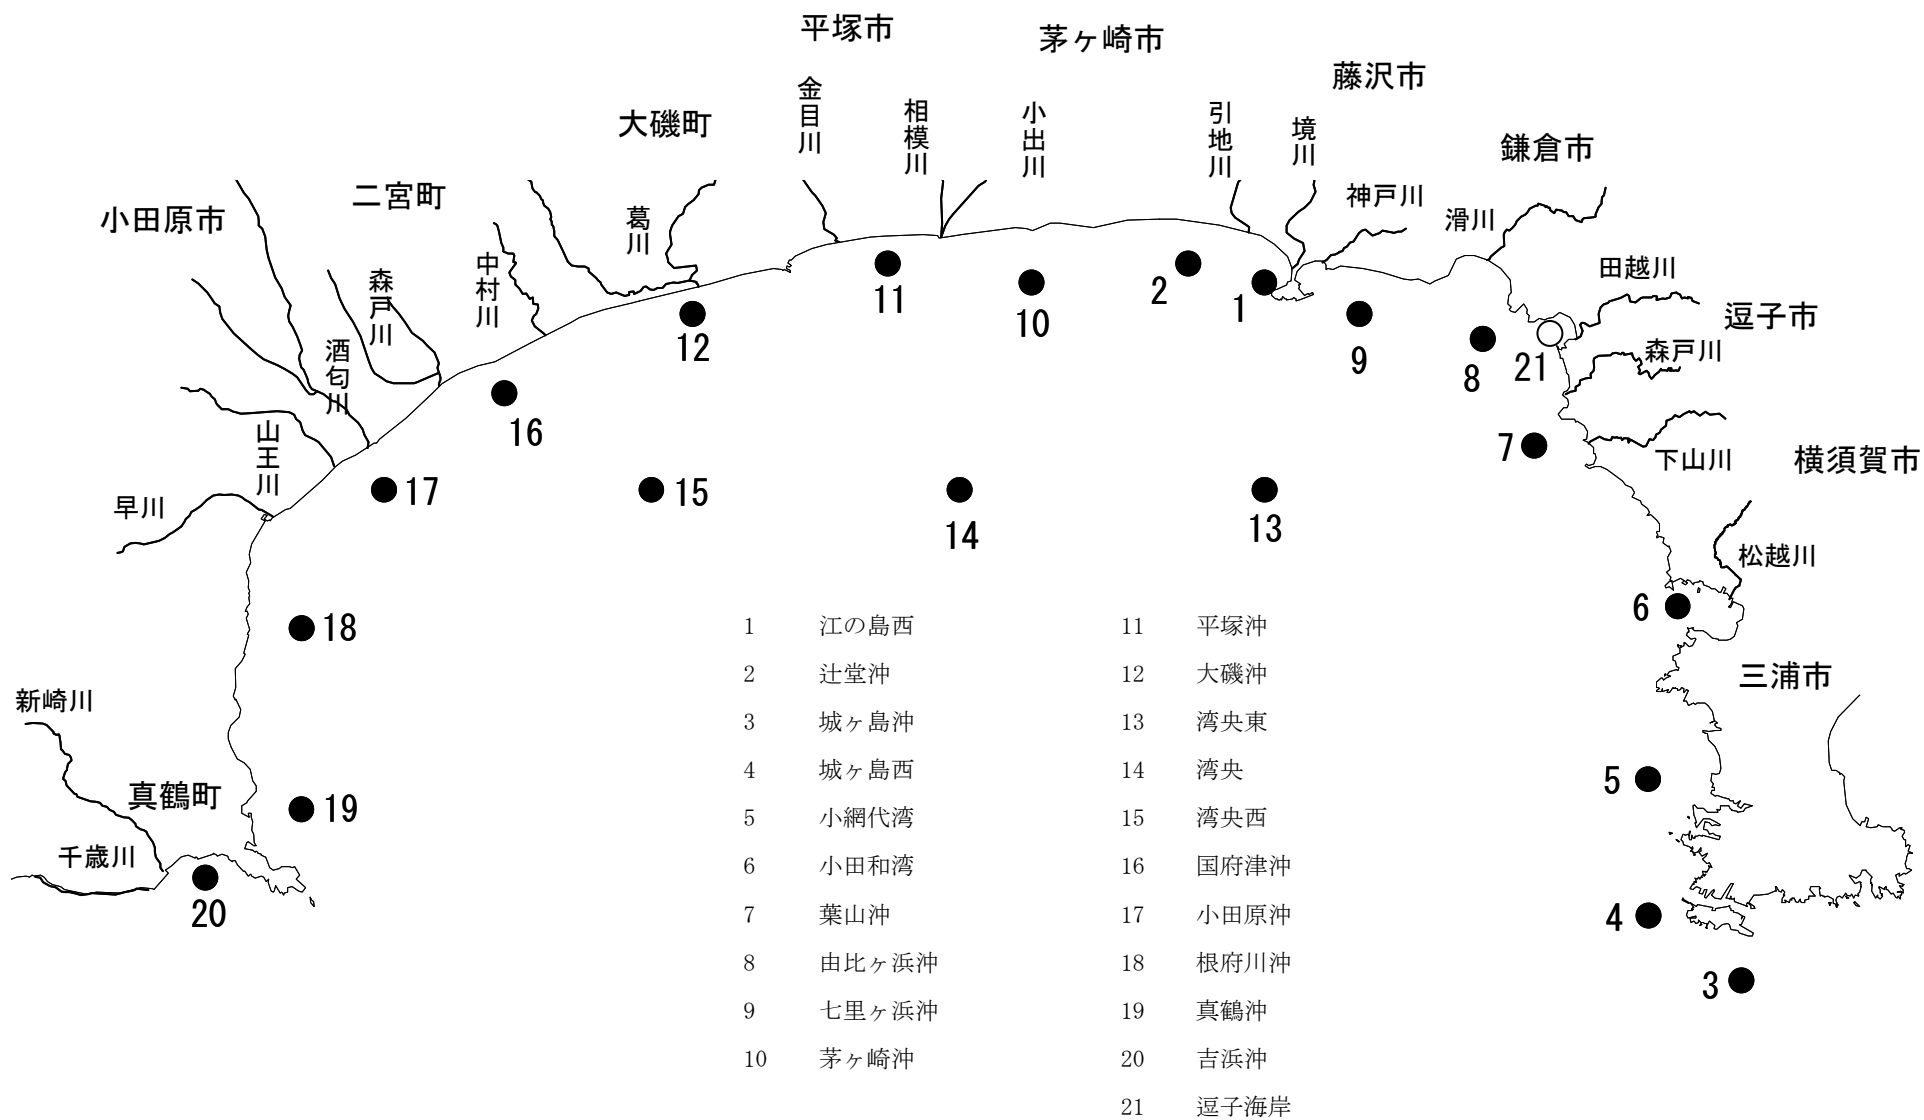 平塚市
茅ヶ崎市
藤沢市
大磯町
金目川
相模川
小出川
引地川
境川
鎌倉市
小田原市
二宮町
葛川
神戸川
滑川
中村川
森戸川
田越川
逗子市
11
2
1
10
12
9
8
21
森戸川
酒匂川
16
7
山王川
下山川
横須賀市
早川
17
15
14
13
松越川
6
18
三浦市
新崎川
5
真鶴町
19
千歳川
20
4
3
1 江の島西
2 辻堂沖
3 城ヶ島沖
4 城ヶ島西
5 小網代湾
6 小田和湾
7 葉山沖
8 由比ヶ浜沖
9 七里ヶ浜沖
10 茅ヶ崎沖
11 平塚沖
12 大磯沖
13 湾央東
14 湾央
15 湾央西
16 国府津沖
17 小田原沖
18 根府川沖
19 真鶴沖
20 吉浜沖
21 逗子海岸